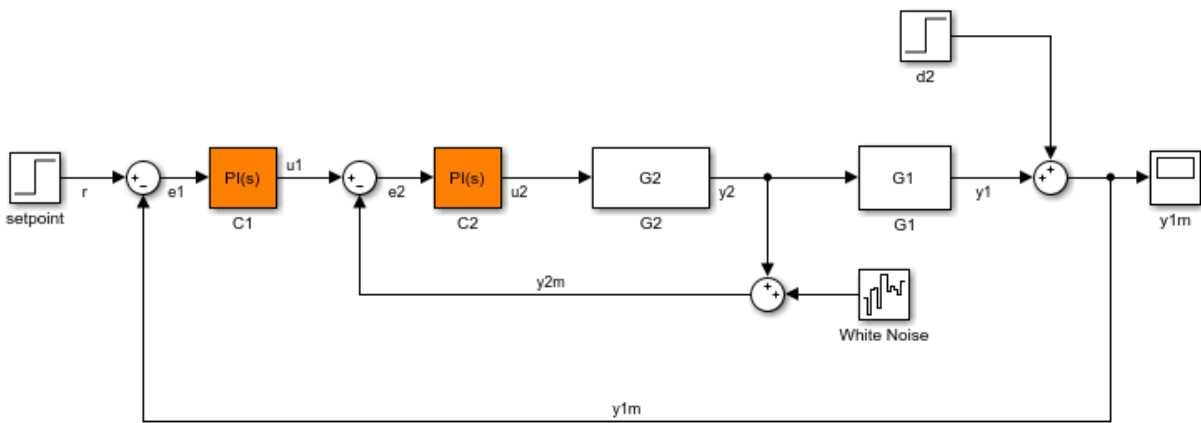 d2
setpoint
r
e1
PI(s)
C1
u1
e2
PI(s)
C2
u2
G2
G2
y2
G1
G1
y1
y1m
y2m
White Noise
y1m